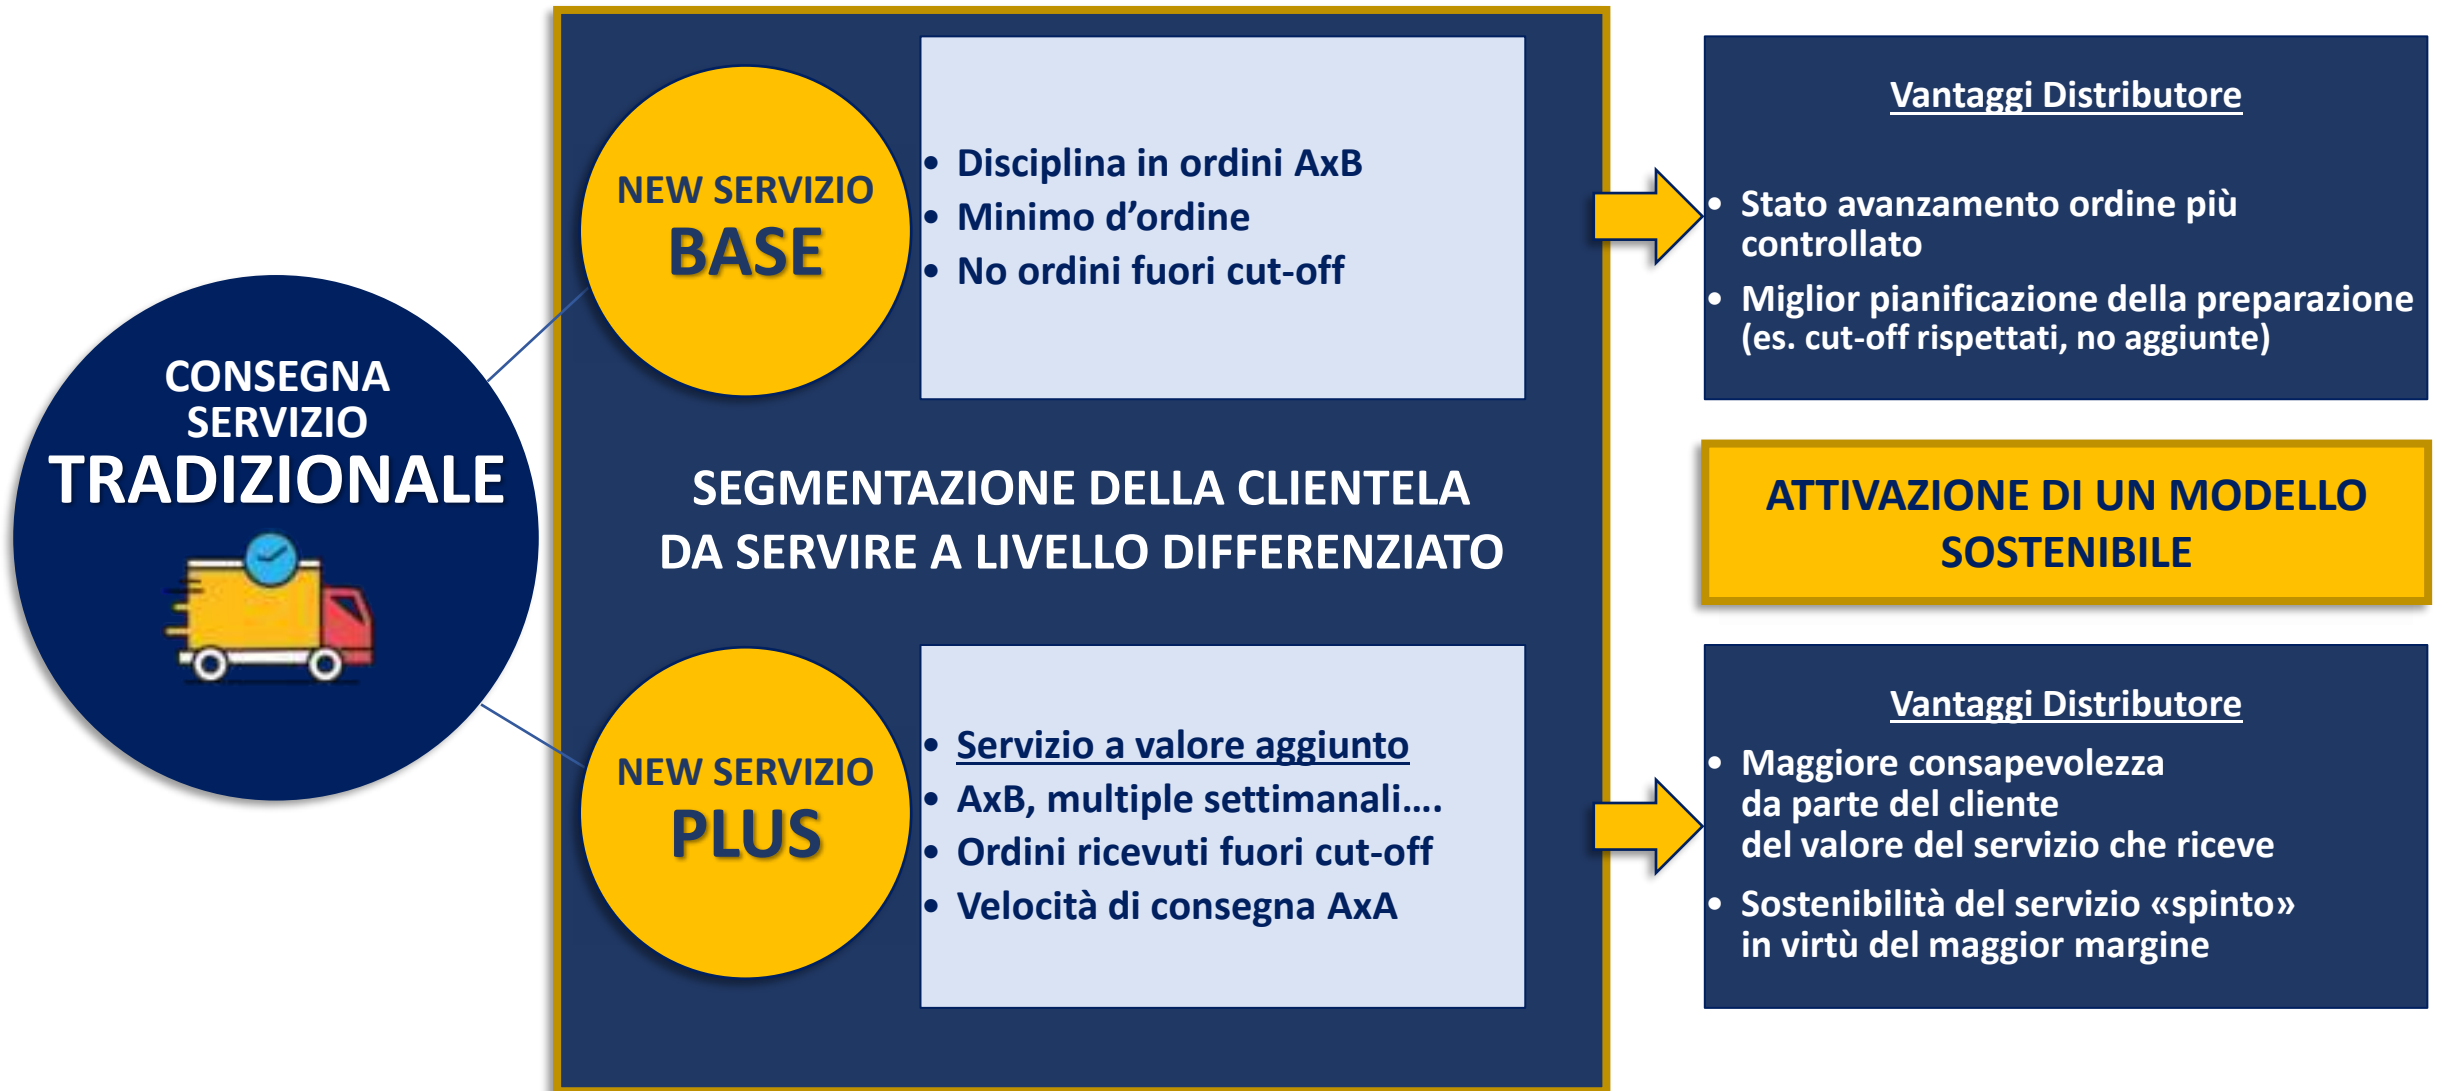 CONSEGNA
SERVIZIO
TRADIZIONALE
NEW SERVIZIO
BASE
• Disciplina in ordini AxB
• Minimo d’ordine
• No ordini fuori cut-off
SEGMENTAZIONE DELLA CLIENTELA
DA SERVIRE A LIVELLO DIFFERENZIATO
NEW SERVIZIO
PLUS
• Servizio a valore aggiunto
• AxB, multiple settimanali….
• Ordini ricevuti fuori cut-off
• Velocità di consegna AxA
Vantaggi Distributore
• Stato avanzamento ordine più
controllato
• Miglior pianificazione della preparazione
(es. cut-off rispettati, no aggiunte)
ATTIVAZIONE DI UN MODELLO
SOSTENIBILE
Vantaggi Distributore
• Maggiore consapevolezza
da parte del cliente
del valore del servizio che riceve
• Sostenibilità del servizio «spinto»
in virtù del maggior margine